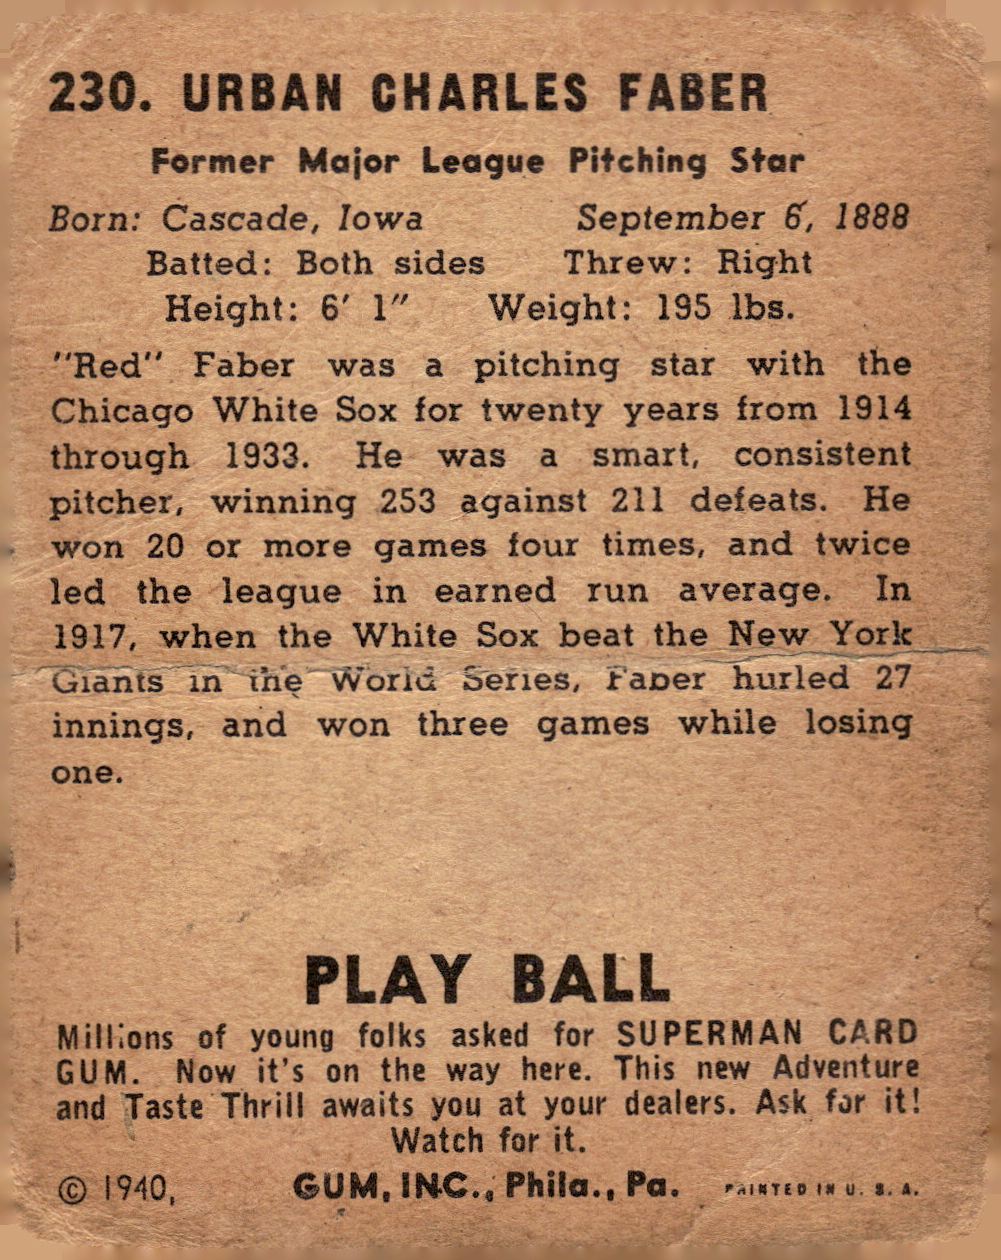 230. URBAN CHARLES FABER
Former Major League Pitching Star
Born: Cascade, Iowa September 6, 1888
Batted: Both sides Threw: Right
Height: 6' 1" Weight: 195 lbs.
"Red" Faber was a pitching star with the
Chicago White Sox for twenty years from 1914
through 1933. He was a smart, consistent
pitcher, winning 253 against 211 defeats. He
won 20 or more games four times, and twice
led the league in earned run average. In
1917, when the White Sox beat the New York
Giants in the World Series, Faber hurled 27
innings, and won three games while losing
one.
PLAY BALL
Millions of young folks asked for SUPERMAN CARD
GUM. Now it's on the way here. This new Adventure
and Taste Thrill awaits you at your dealers. Ask for it!
Watch for it.
© 1940, GUM, INC., Phila., Pa. PRINTED IN U. S. A.